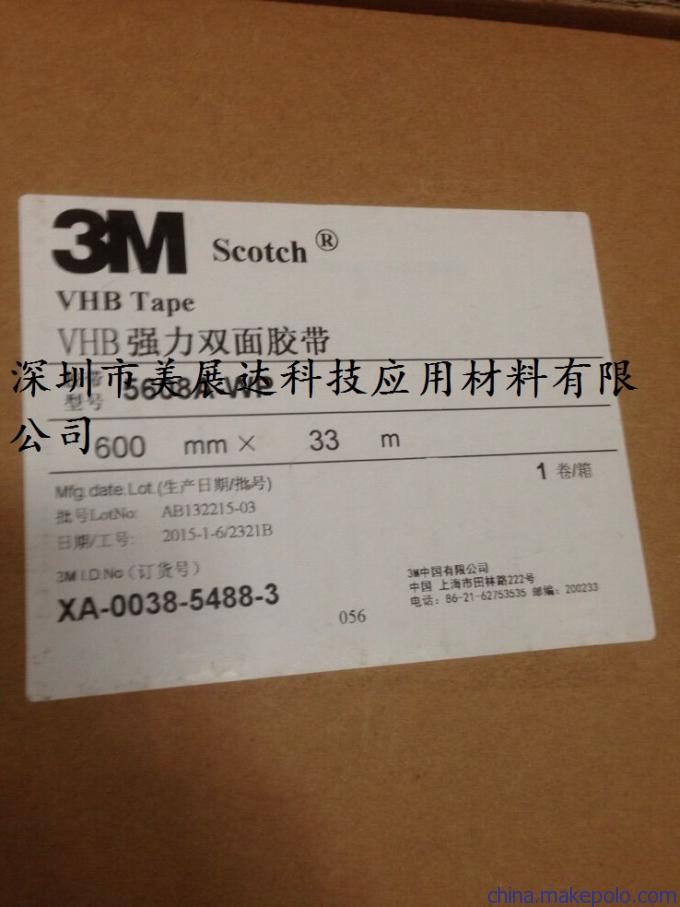 3M Scotch®
VHB Tape
VHB强力双面胶带
深圳市美展达科技应用材料有限
公司
型号 5608A-WP
600 mm × 33 m
1 卷/箱
Mfg.date.Lot.(生产日期/批号)
批号LotNo: AB132215-03
日期/工号: 2015-1-6/2321B
3M I.D.No（订货号）
XA-0038-5488-3
056
3M中国有限公司
中国 上海市田林路222号
电话: 86-21-62753535 邮编: 200233
china.makepolo.com